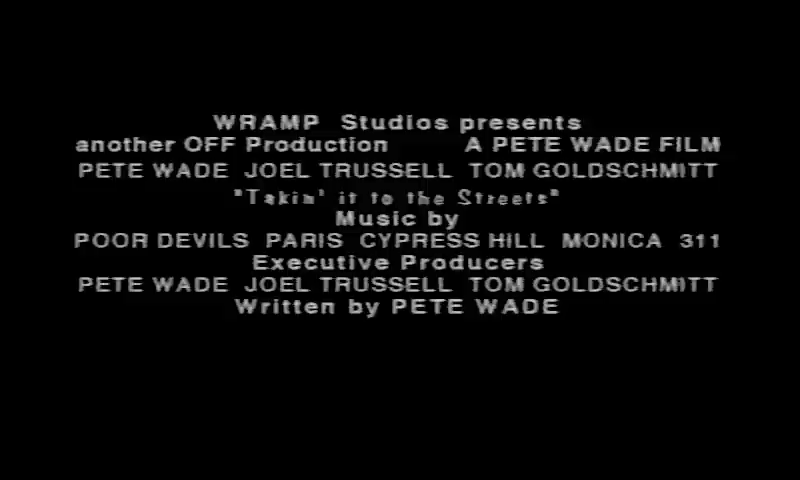 WRAMP Studios presents
another OFF Production A PETE WADE FILM
PETE WADE JOEL TRUSSELL TOM GOLDSCHMITT
"Takin' it to the Streets"
Music by
POOR DEVILS PARIS CYPRESS HILL MONICA 311
Executive Producers
PETE WADE JOEL TRUSSELL TOM GOLDSCHMITT
Written by PETE WADE